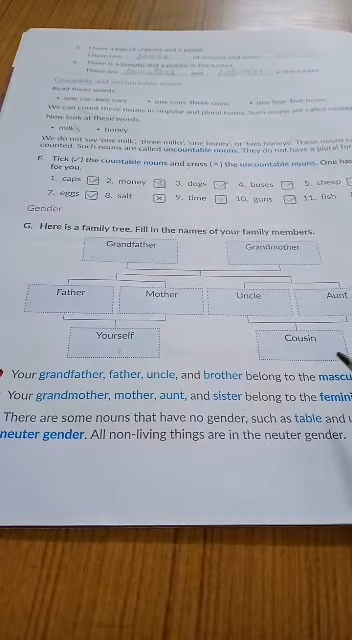 Countable and uncountable nouns
Read these words.
• one car–two cars • one coin–three coins • one fox–five foxes
We can count these nouns in singular and plural forms. Such nouns are called
Now look at these words.
• milk • honey
We do not say 'one milk', 'three milks', 'one honey', or 'two honeys'. These nouns
counted. Such nouns are called uncountable nouns. They do not have a plural
F. Tick (✓) the countable nouns and cross (×) the uncountable nouns. One has
for you.
1. caps ✓ 2. money × 3. dogs ✓ 4. buses ✓ 5. sheep
7. eggs ✓ 8. salt × 9. time 10. guns ✓ 11. fish
Gender
G. Here is a family tree. Fill in the names of your family members.
Grandfather Grandmother
Father Mother Uncle Aunt
Yourself Cousin
Your grandfather, father, uncle, and brother belong to the
Your grandmother, mother, aunt, and sister belong to the
There are some nouns that have no gender, such as table and
neuter gender. All non-living things are in the neuter gender.